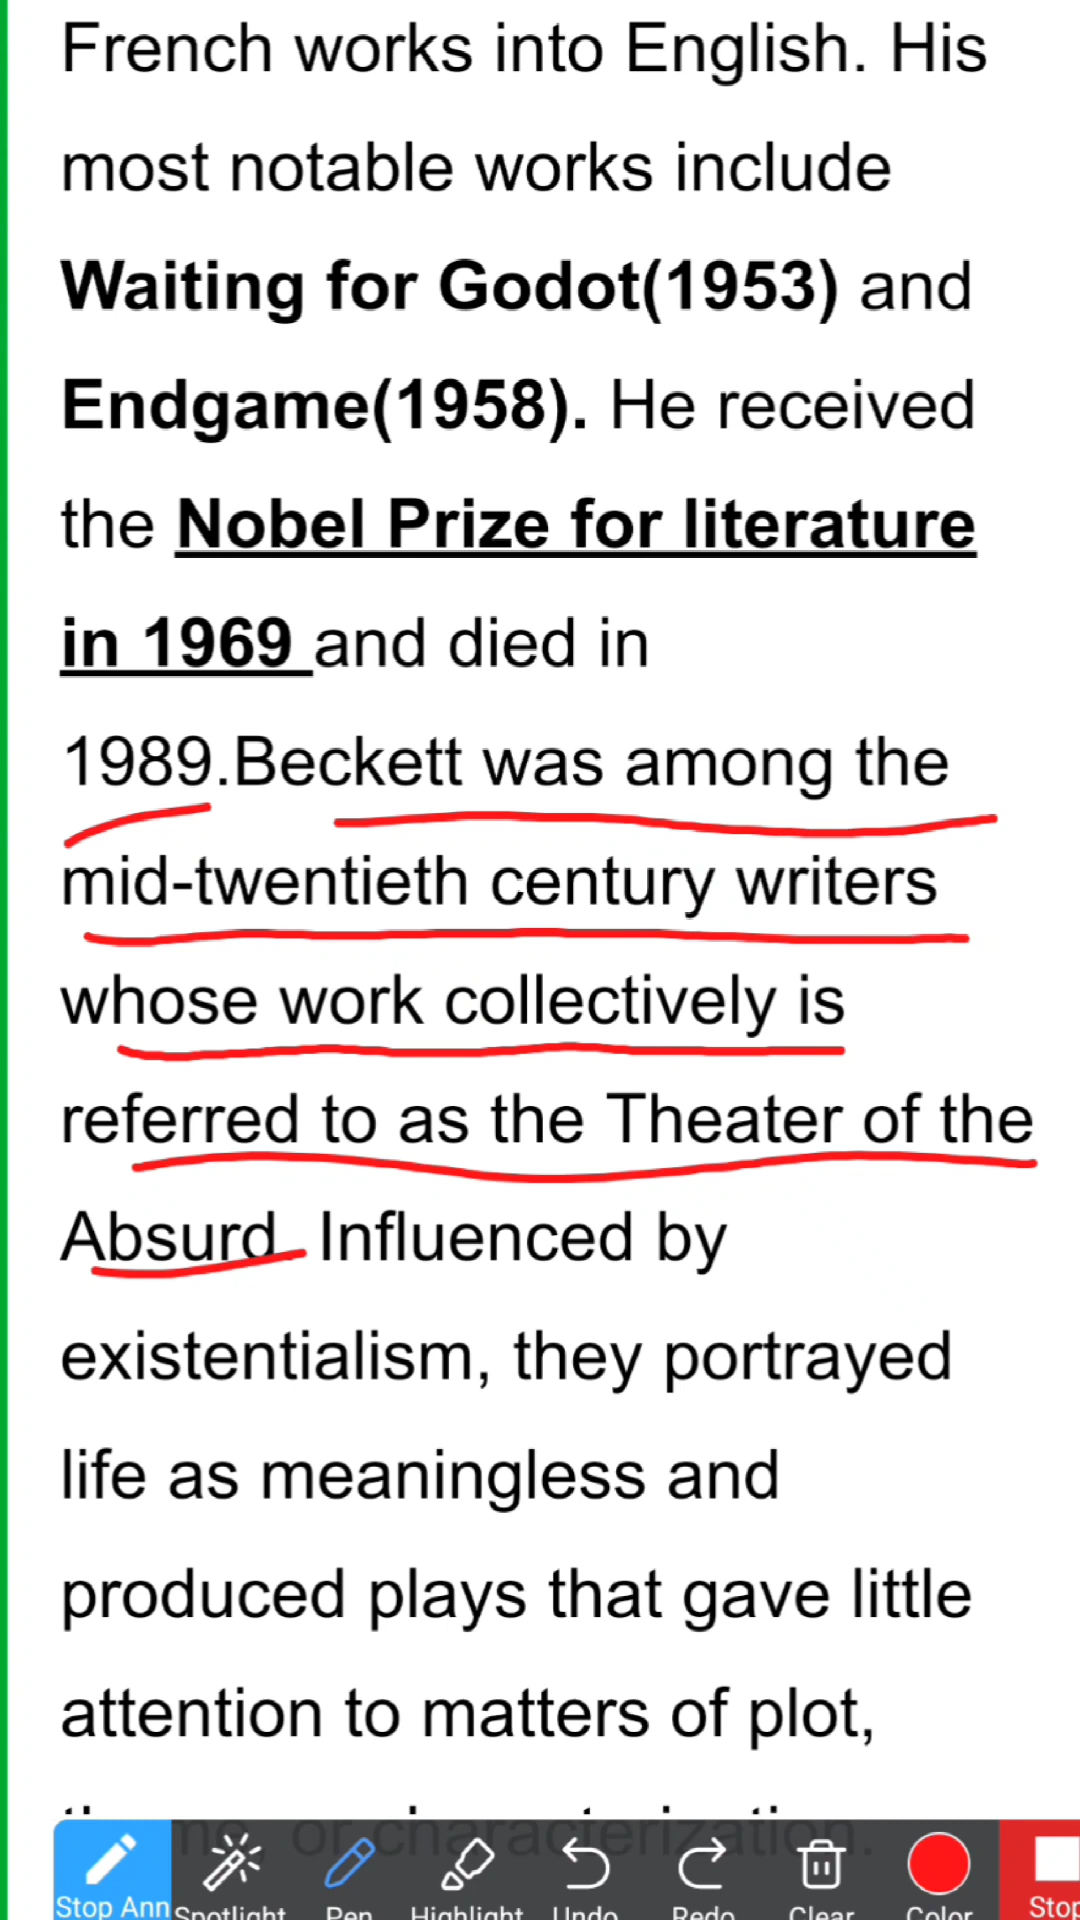 French works into English. His
most notable works include
Waiting for Godot(1953) and
Endgame(1958). He received
the Nobel Prize for literature
in 1969 and died in
1989.Beckett was among the
mid-twentieth century writers
whose work collectively is
referred to as the Theater of the
Absurd Influenced by
existentialism, they portrayed
life as meaningless and
produced plays that gave little
attention to matters of plot,
or characterization.
Stop Ann Spotlight Pen Highlight Undo Redo Clear Color Stop